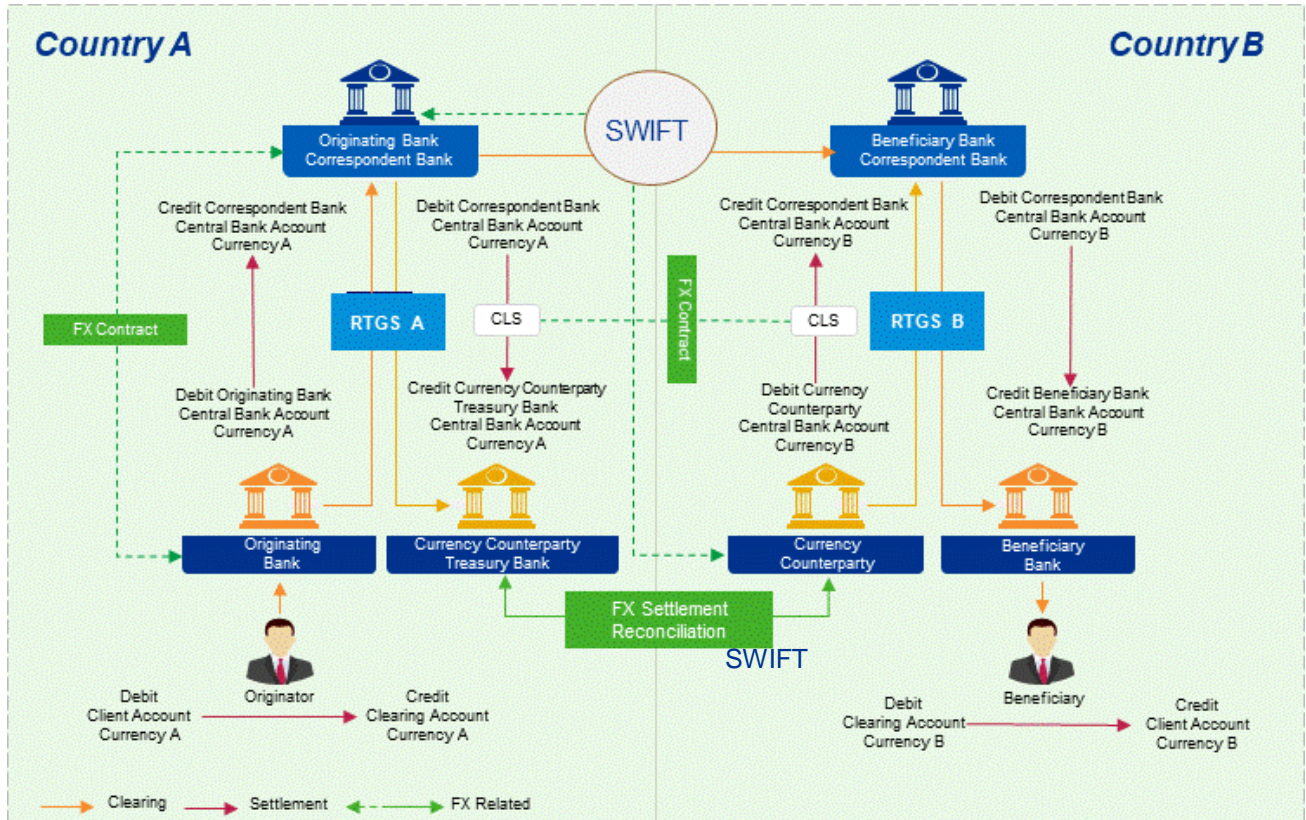 Country A
Country B
SWIFT
Originating Bank
Correspondent Bank
Beneficiary Bank
Correspondent Bank
Credit Correspondent Bank
Central Bank Account
Currency A
Debit Correspondent Bank
Central Bank Account
Currency A
Credit Correspondent Bank
Central Bank Account
Currency B
Debit Correspondent Bank
Central Bank Account
Currency B
FX Contract
RTGS A
CLS
FX Contract
CLS
RTGS B
Debit Originating Bank
Central Bank Account
Currency A
Credit Currency Counterparty
Treasury Bank
Central Bank Account
Currency A
Debit Currency
Counterparty
Central Bank Account
Currency B
Credit Beneficiary Bank
Central Bank Account
Currency B
Originating
Bank
Currency Counterparty
Treasury Bank
Currency
Counterparty
Beneficiary
Bank
FX Settlement
Reconciliation
SWIFT
Originator
Beneficiary
Debit
Client Account
Currency A
Credit
Clearing Account
Currency A
Debit
Clearing Account
Currency B
Credit
Client Account
Currency B
Clearing
Settlement
FX Related